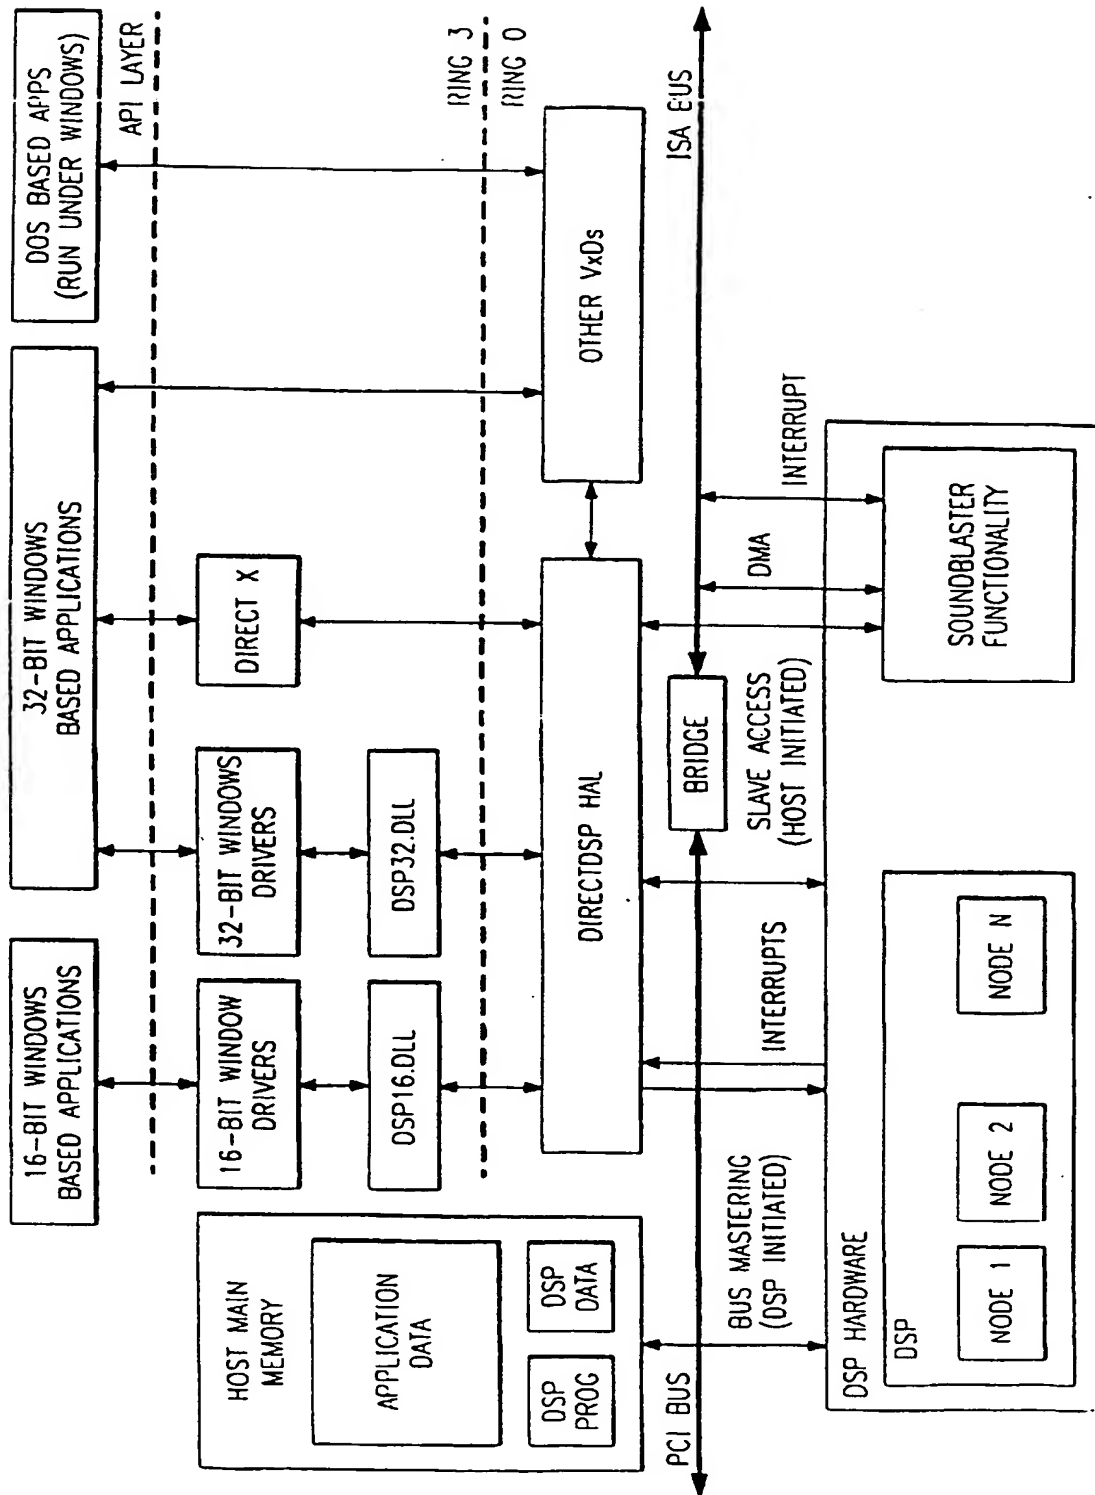 16-BIT WINDOWS
BASED APPLICATIONS
32-BIT WINDOWS
BASED APPLICATIONS
DOS BASED APPS
(RUN UNDER WINDOWS)
API LAYER
HOST MAIN
MEMORY
APPLICATION
DATA
DSP
PROG
DSP
DATA
16-BIT WINDOW
DRIVERS
32-BIT WINDOWS
DRIVERS
DIRECT X
DSP16.DLL
DSP32.DLL
RING 3
RING 0
DIRECTDSP HAL
OTHER VxDs
PCI BUS
BRIDGE
ISA BUS
BUS MASTERING
(DSP INITIATED)
INTERRUPTS
SLAVE ACCESS
(HOST INITIATED)
DMA
INTERRUPT
DSP HARDWARE
DSP
NODE 1
NODE 2
NODE N
SOUNDBLASTER
FUNCTIONALITY